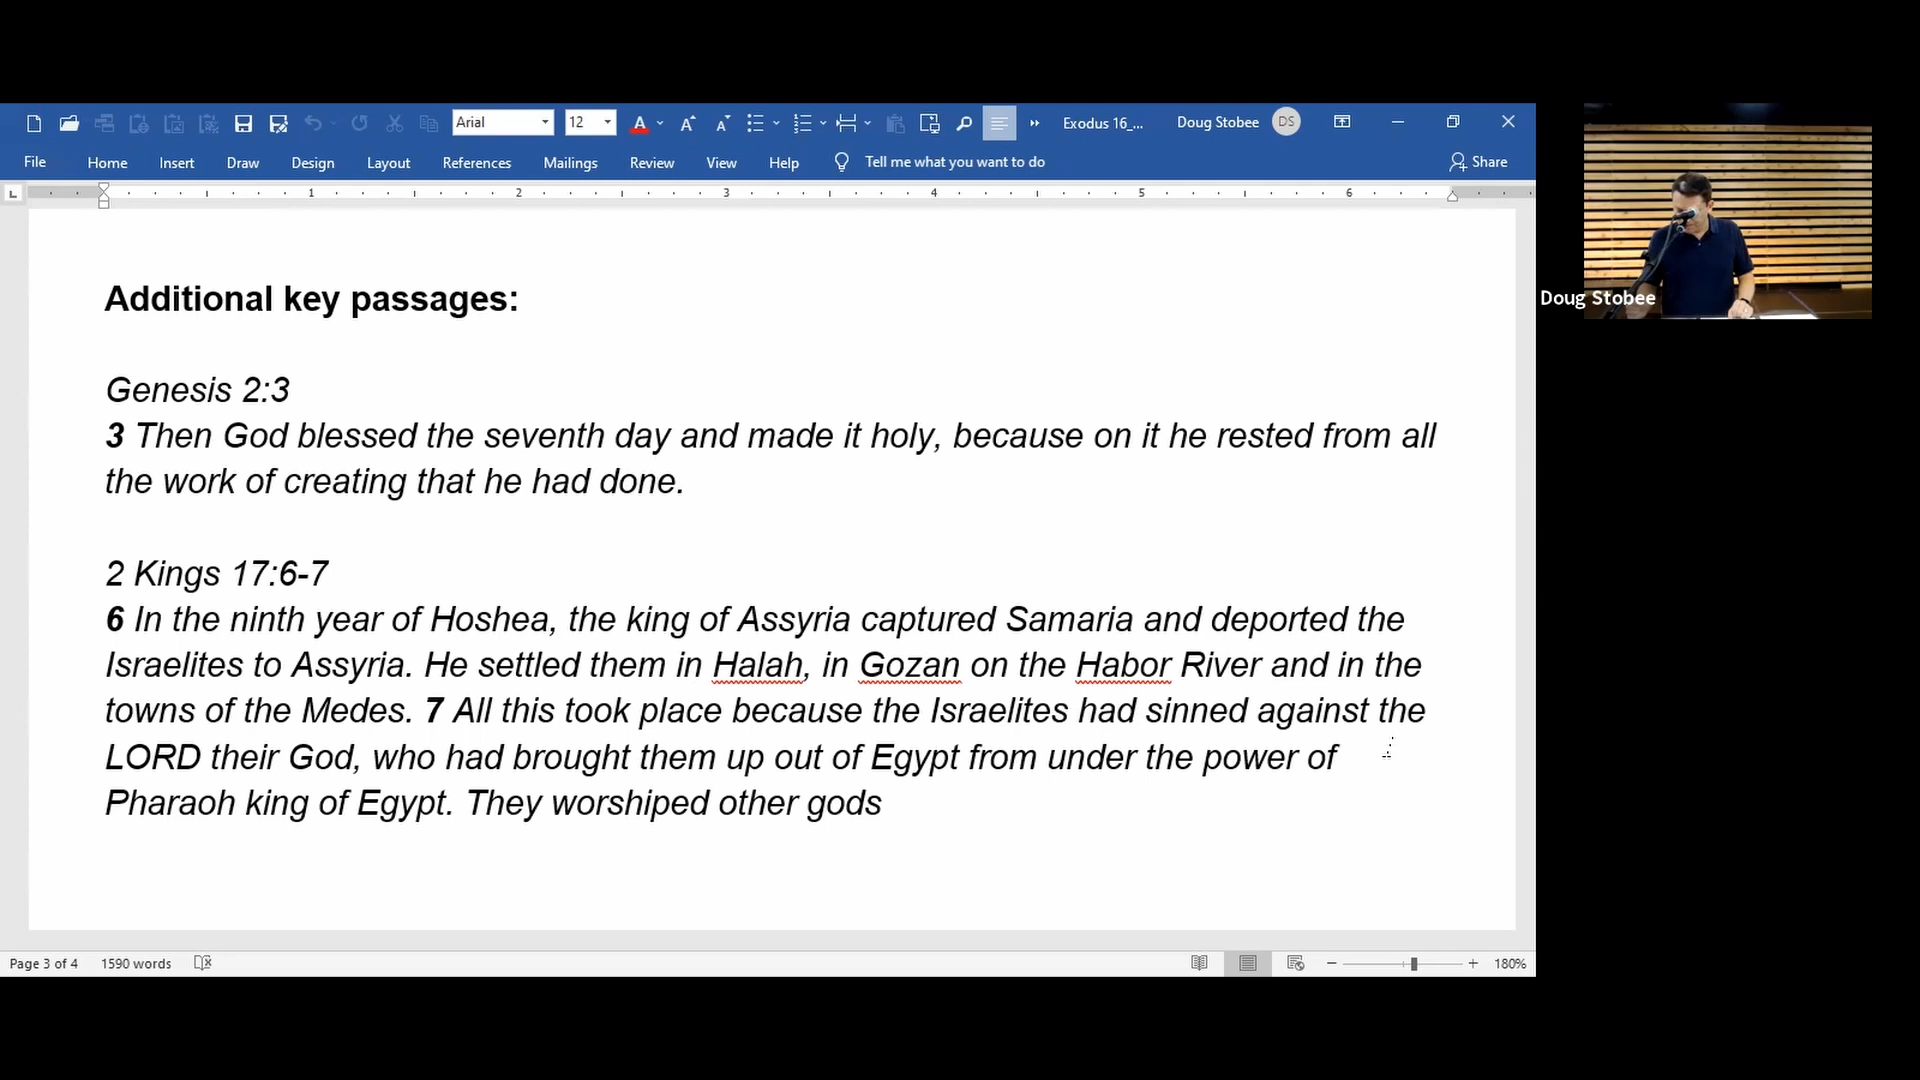 Arial
12
A
A
A
Exodus 16_...
Doug Stobee
DS
File
Home
Insert
Draw
Design
Layout
References
Mailings
Review
View
Help
Tell me what you want to do
Share
L
1
2
3
4
5
6
Additional key passages:
Genesis 2:3
3 Then God blessed the seventh day and made it holy, because on it he rested from all
the work of creating that he had done.
2 Kings 17:6-7
6 In the ninth year of Hoshea, the king of Assyria captured Samaria and deported the
Israelites to Assyria. He settled them in Halah, in Gozan on the Habor River and in the
towns of the Medes. 7 All this took place because the Israelites had sinned against the
LORD their God, who had brought them up out of Egypt from under the power of
Pharaoh king of Egypt. They worshiped other gods
Doug Stobee
Page 3 of 4
1590 words
180%